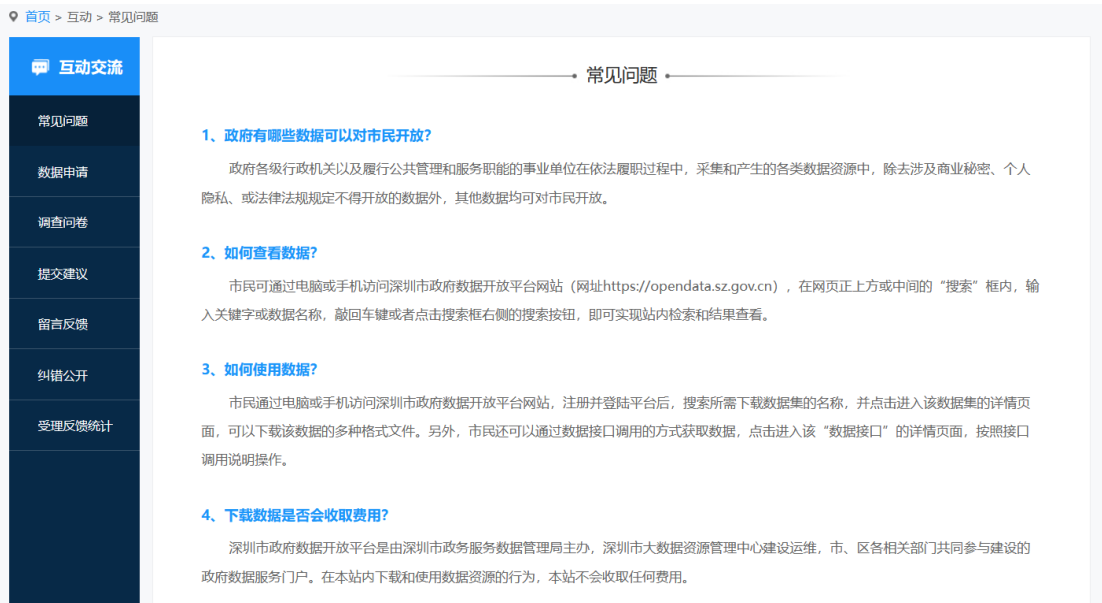 首页 > 互动 > 常见问题
互动交流
常见问题
数据申请
调查问卷
提交建议
留言反馈
纠错公开
受理反馈统计
常见问题
1、政府有哪些数据可以对市民开放?
政府各级行政机关以及履行公共管理和服务职能的事业单位在依法履职过程中，采集和产生的各类数据资源中，除去涉及商业秘密、个人
隐私、或法律法规规定不得开放的数据外，其他数据均可对市民开放。
2、如何查看数据?
市民可通过电脑或手机访问深圳市政府数据开放平台网站（网址https://opendata.sz.gov.cn），在网页正上方或中间的“搜索”框内，输
入关键字或数据名称，敲回车键或者点击搜索框右侧的搜索按钮，即可实现站内检索和结果查看。
3、如何使用数据?
市民通过电脑或手机访问深圳市政府数据开放平台网站，注册并登陆平台后，搜索所需下载数据集的名称，并点击进入该数据集的详情页
面，可以下载该数据的多种格式文件。另外，市民还可以通过数据接口调用的方式获取数据，点击进入该“数据接口”的详情页面，按照接口
调用说明操作。
4、下载数据是否会收取费用?
深圳市政府数据开放平台是由深圳市政务服务数据管理局主办，深圳市大数据资源管理中心建设运维，市、区各相关部门共同参与建设的
政府数据服务门户。在本站内下载和使用数据资源的行为，本站不会收取任何费用。